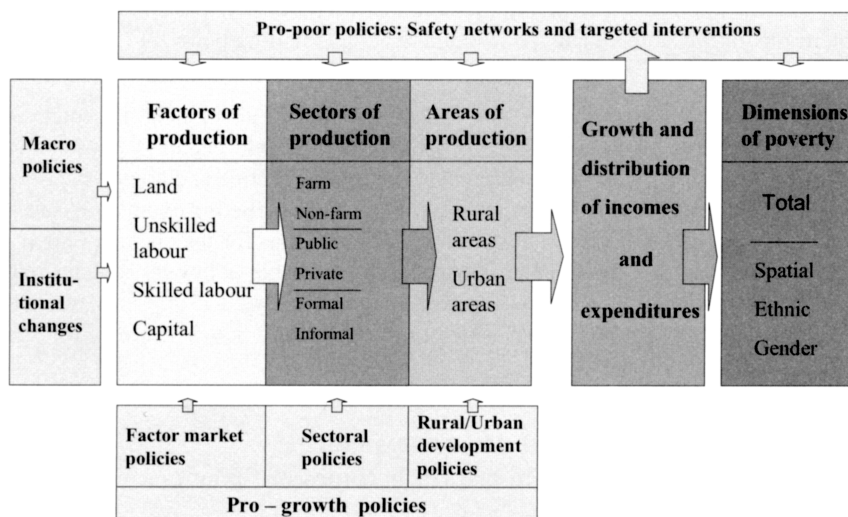 Pro-poor policies: Safety networks and targeted interventions
Macro
policies
Institu-
tional
changes
Factors of
production
Land
Unskilled
labour
Skilled labour
Capital
Sectors of
production
Farm
Non-farm
Public
Private
Formal
Informal
Areas of
production
Rural
areas
Urban
areas
Growth and
distribution
of incomes
and
expenditures
Dimensions
of poverty
Total
Spatial
Ethnic
Gender
Factor market
policies
Sectoral
policies
Rural/Urban
development
policies
Pro – growth policies